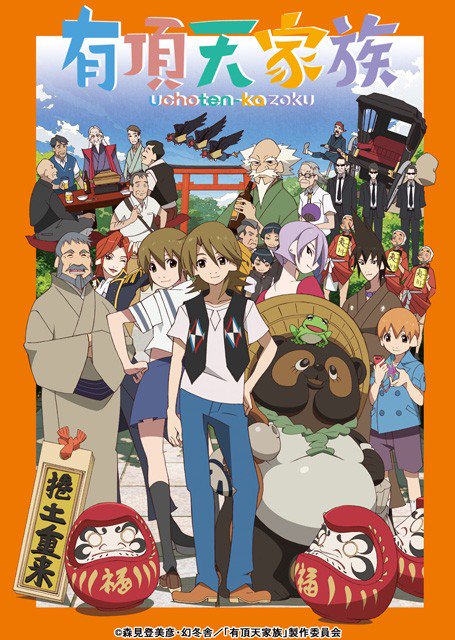 有頂天家族
uchoten-kazoku
捲土重来
福
福
©森見登美彦・幻冬舎／「有頂天家族」製作委員会